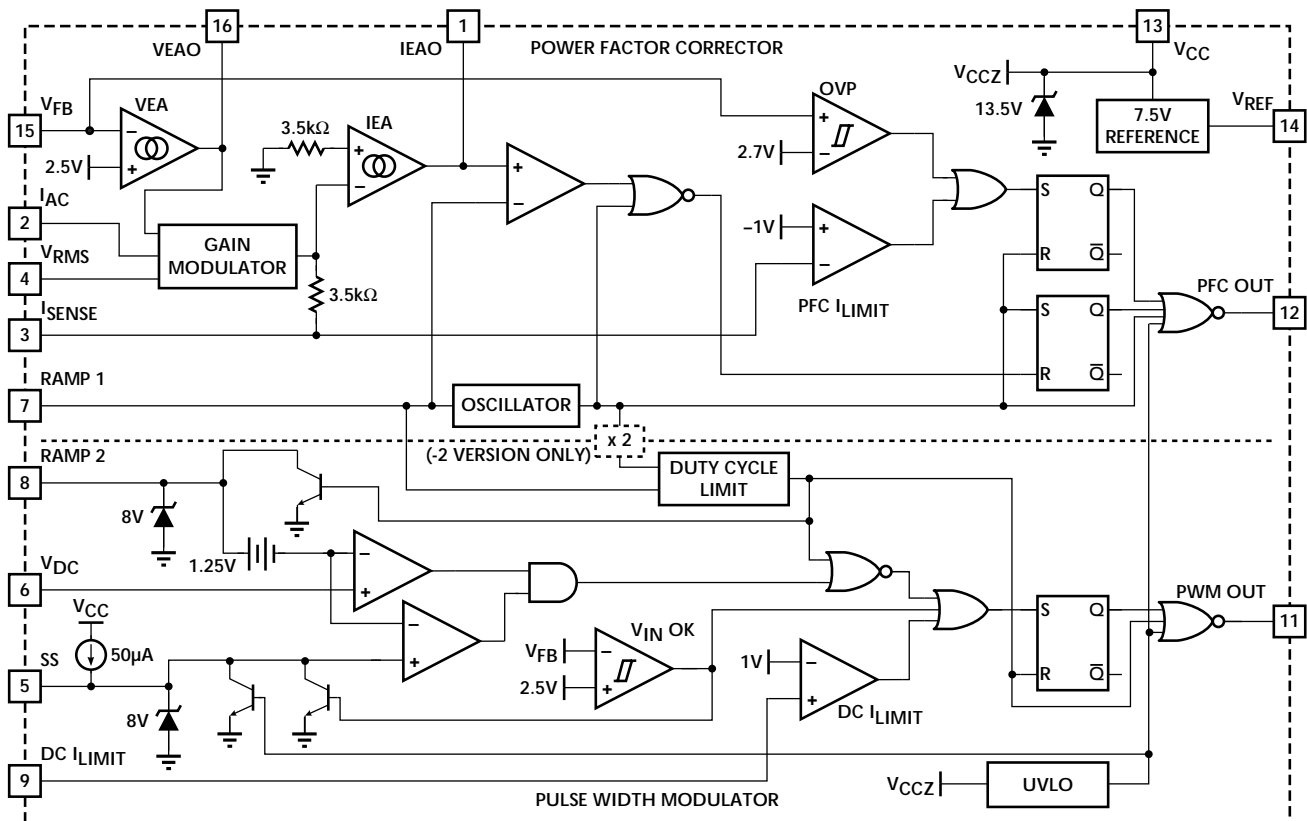 16
1
13
VEAO
IEAO
POWER FACTOR CORRECTOR
VCC
VCCZ
13.5V
7.5V
REFERENCE
VREF
14
VFB
15
VEA
−
+
2.5V
3.5kΩ
IEA
+
−
+
−
OVP
+
−
2.7V
IAC
2
VRMS
4
GAIN
MODULATOR
3.5kΩ
−1V
+
−
PFC ILIMIT
S Q
R Q
S Q
R Q
PFC OUT
12
ISENSE
3
RAMP 1
7
OSCILLATOR
x 2
(-2 VERSION ONLY)
RAMP 2
8
8V
DUTY CYCLE
LIMIT
1.25V
VDC
6
−
+
−
+
VCC
50µA
SS
5
8V
VIN OK
VFB
−
2.5V
+
1V
−
+
DC ILIMIT
S Q
R Q
PWM OUT
11
DC ILIMIT
9
PULSE WIDTH MODULATOR
VCCZ
UVLO